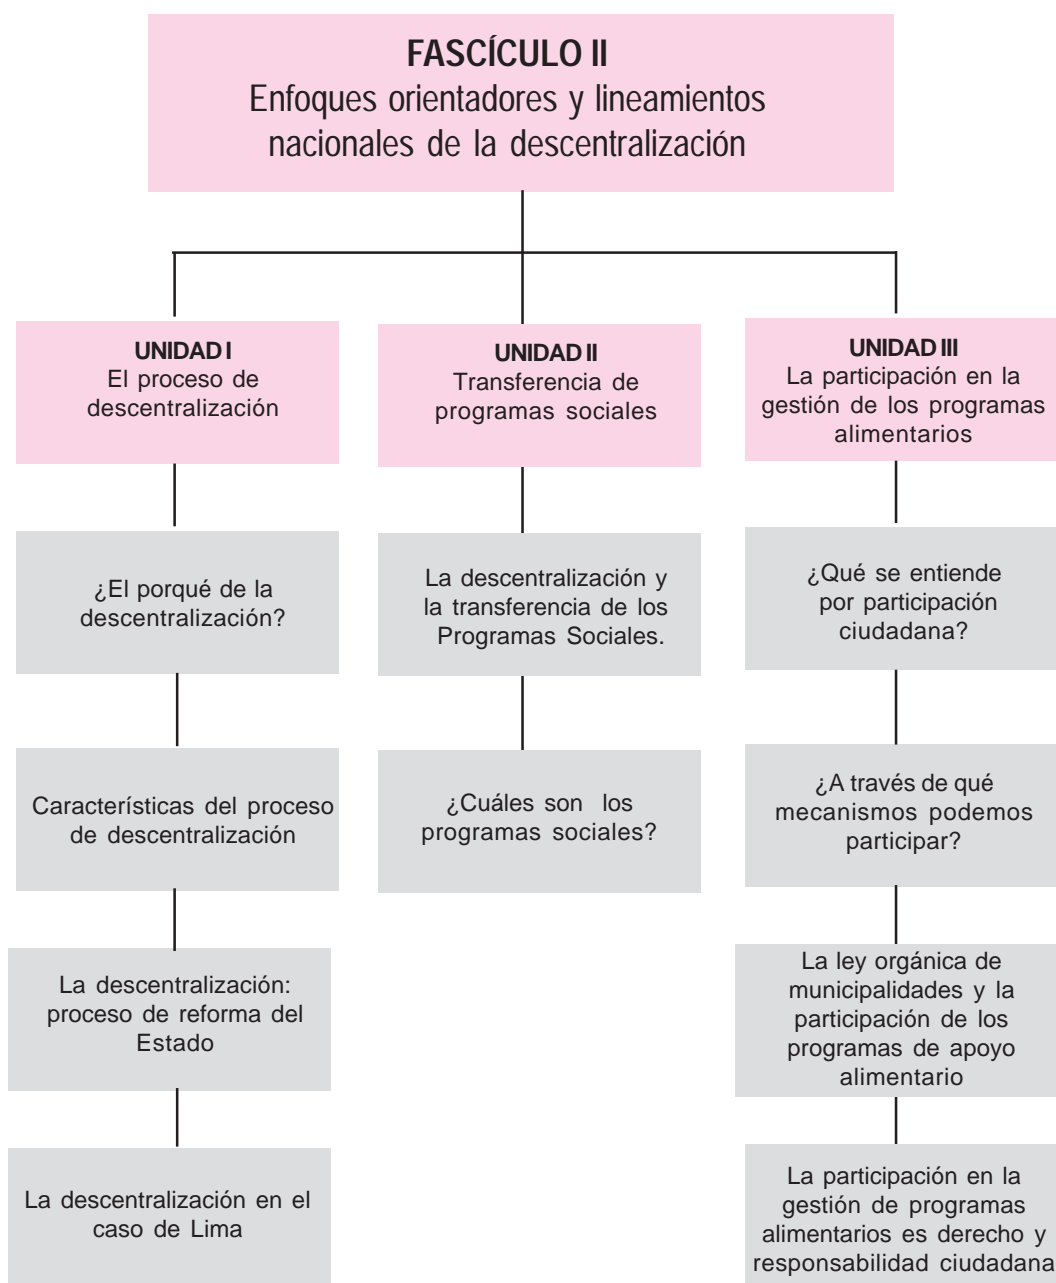 FASCÍCULO II
Enfoques orientadores y lineamientos
nacionales de la descentralización
UNIDAD I
El proceso de
descentralización
¿El porqué de la
descentralización?
Características del proceso
de descentralización
La descentralización:
proceso de reforma del
Estado
La descentralización en el
caso de Lima
UNIDAD II
Transferencia de
programas sociales
La descentralización y
la transferencia de los
Programas Sociales.
¿Cuáles son los
programas sociales?
UNIDAD III
La participación en la
gestión de los programas
alimentarios
¿Qué se entiende
por participación
ciudadana?
¿A través de qué
mecanismos podemos
participar?
La ley orgánica de
municipalidades y la
participación de los
programas de apoyo
alimentario
La participación en la
gestión de programas
alimentarios es derecho y
responsabilidad ciudadana